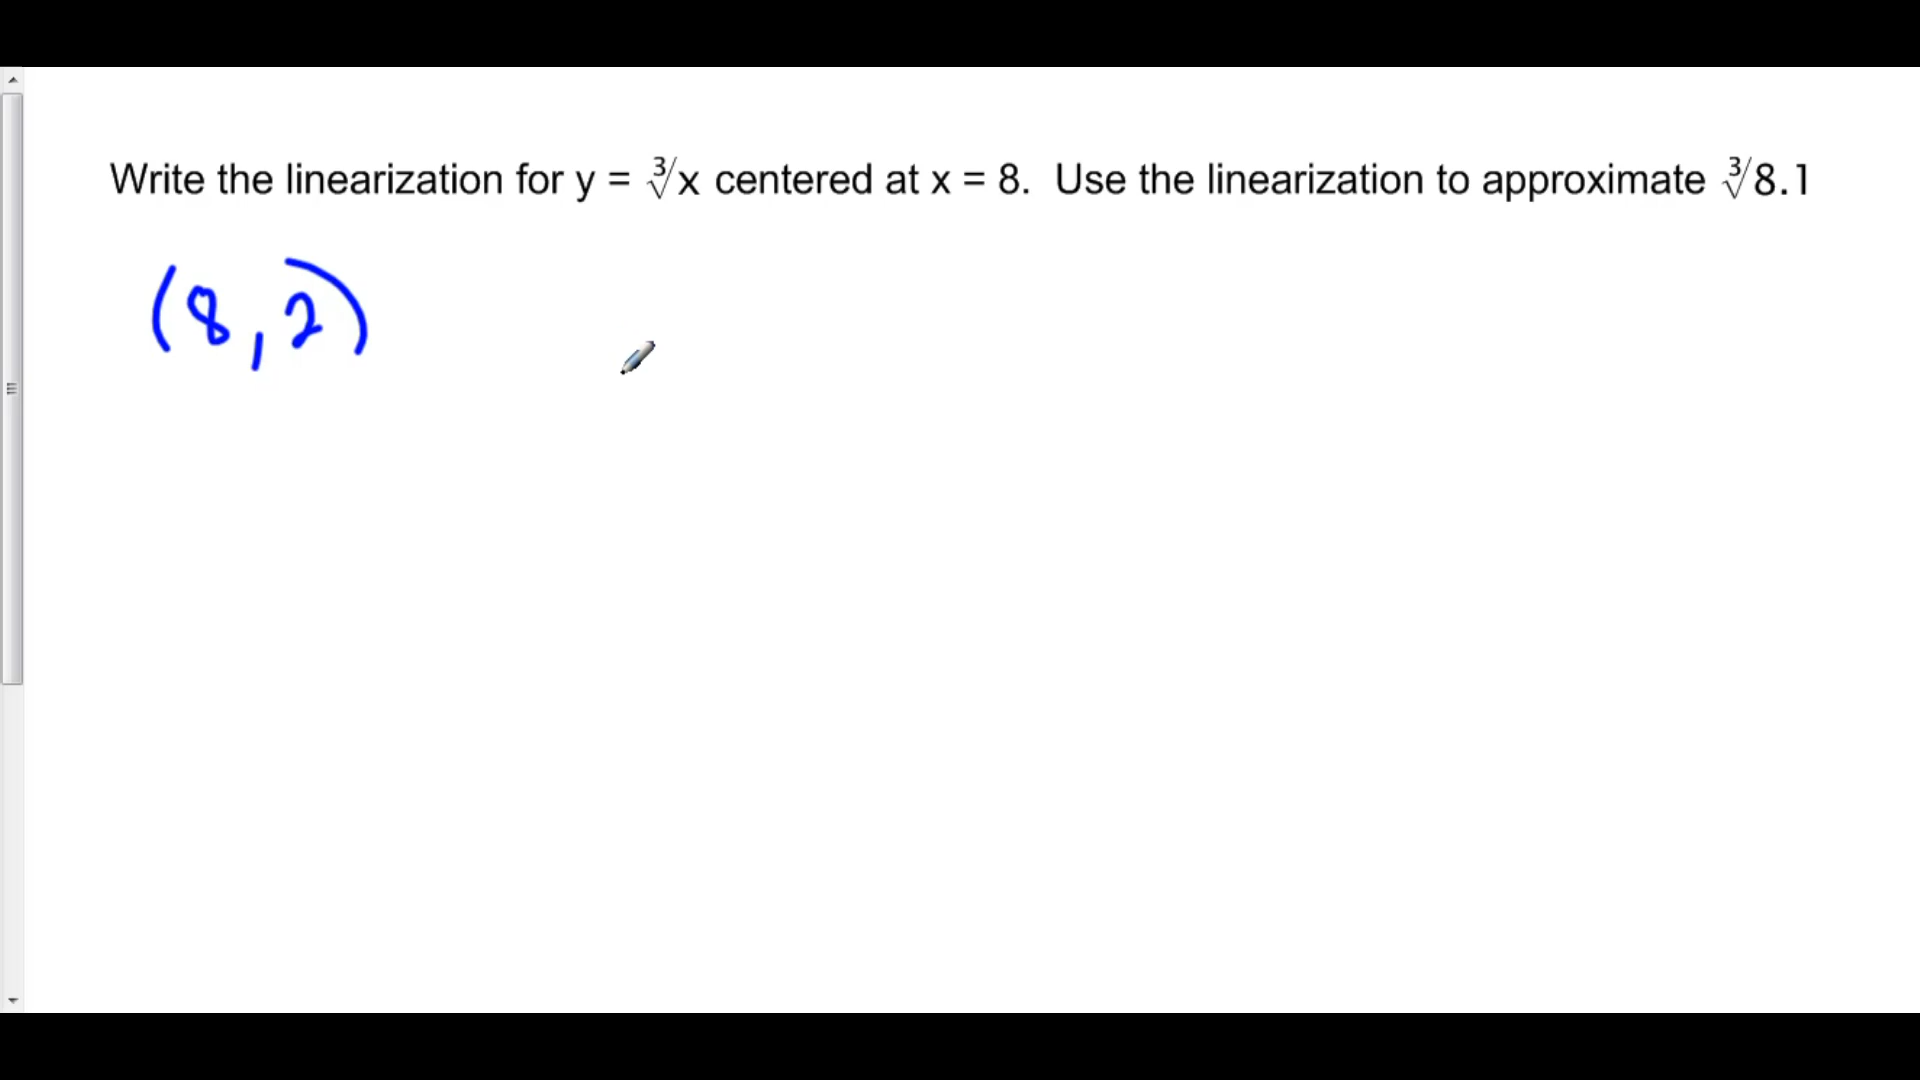 Write the linearization for y = ∛x centered at x = 8. Use the linearization to approximate ∛8.1
(8,2)